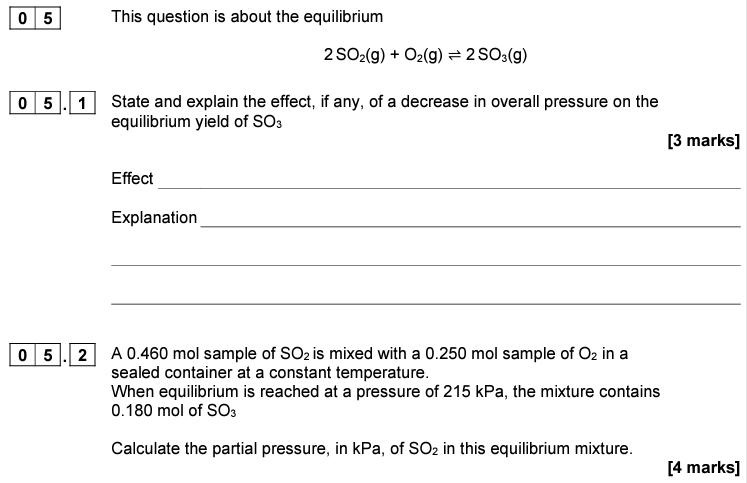 0 5 This question is about the equilibrium
2 SO₂(g) + O₂(g) ⇌ 2 SO₃(g)
0 5 . 1 State and explain the effect, if any, of a decrease in overall pressure on the
equilibrium yield of SO₃
[3 marks]
Effect
Explanation
0 5 . 2 A 0.460 mol sample of SO₂ is mixed with a 0.250 mol sample of O₂ in a
sealed container at a constant temperature.
When equilibrium is reached at a pressure of 215 kPa, the mixture contains
0.180 mol of SO₃
Calculate the partial pressure, in kPa, of SO₂ in this equilibrium mixture.
[4 marks]